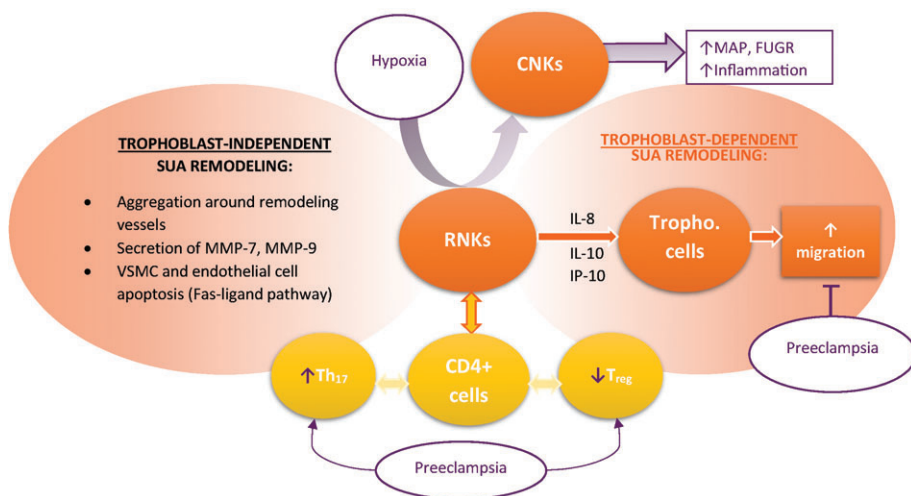 Hypoxia
CNKs
↑MAP, FUGR
↑Inflammation
TROPHOBLAST-INDEPENDENT
SUA REMODELING:
• Aggregation around remodeling
vessels
• Secretion of MMP-7, MMP-9
• VSMC and endothelial cell
apoptosis (Fas-ligand pathway)
TROPHOBLAST-DEPENDENT
SUA REMODELING:
RNKs
IL-8
IL-10
IP-10
Tropho.
cells
↑
migration
Preeclampsia
↑Th17
CD4+
cells
↓Treg
Preeclampsia